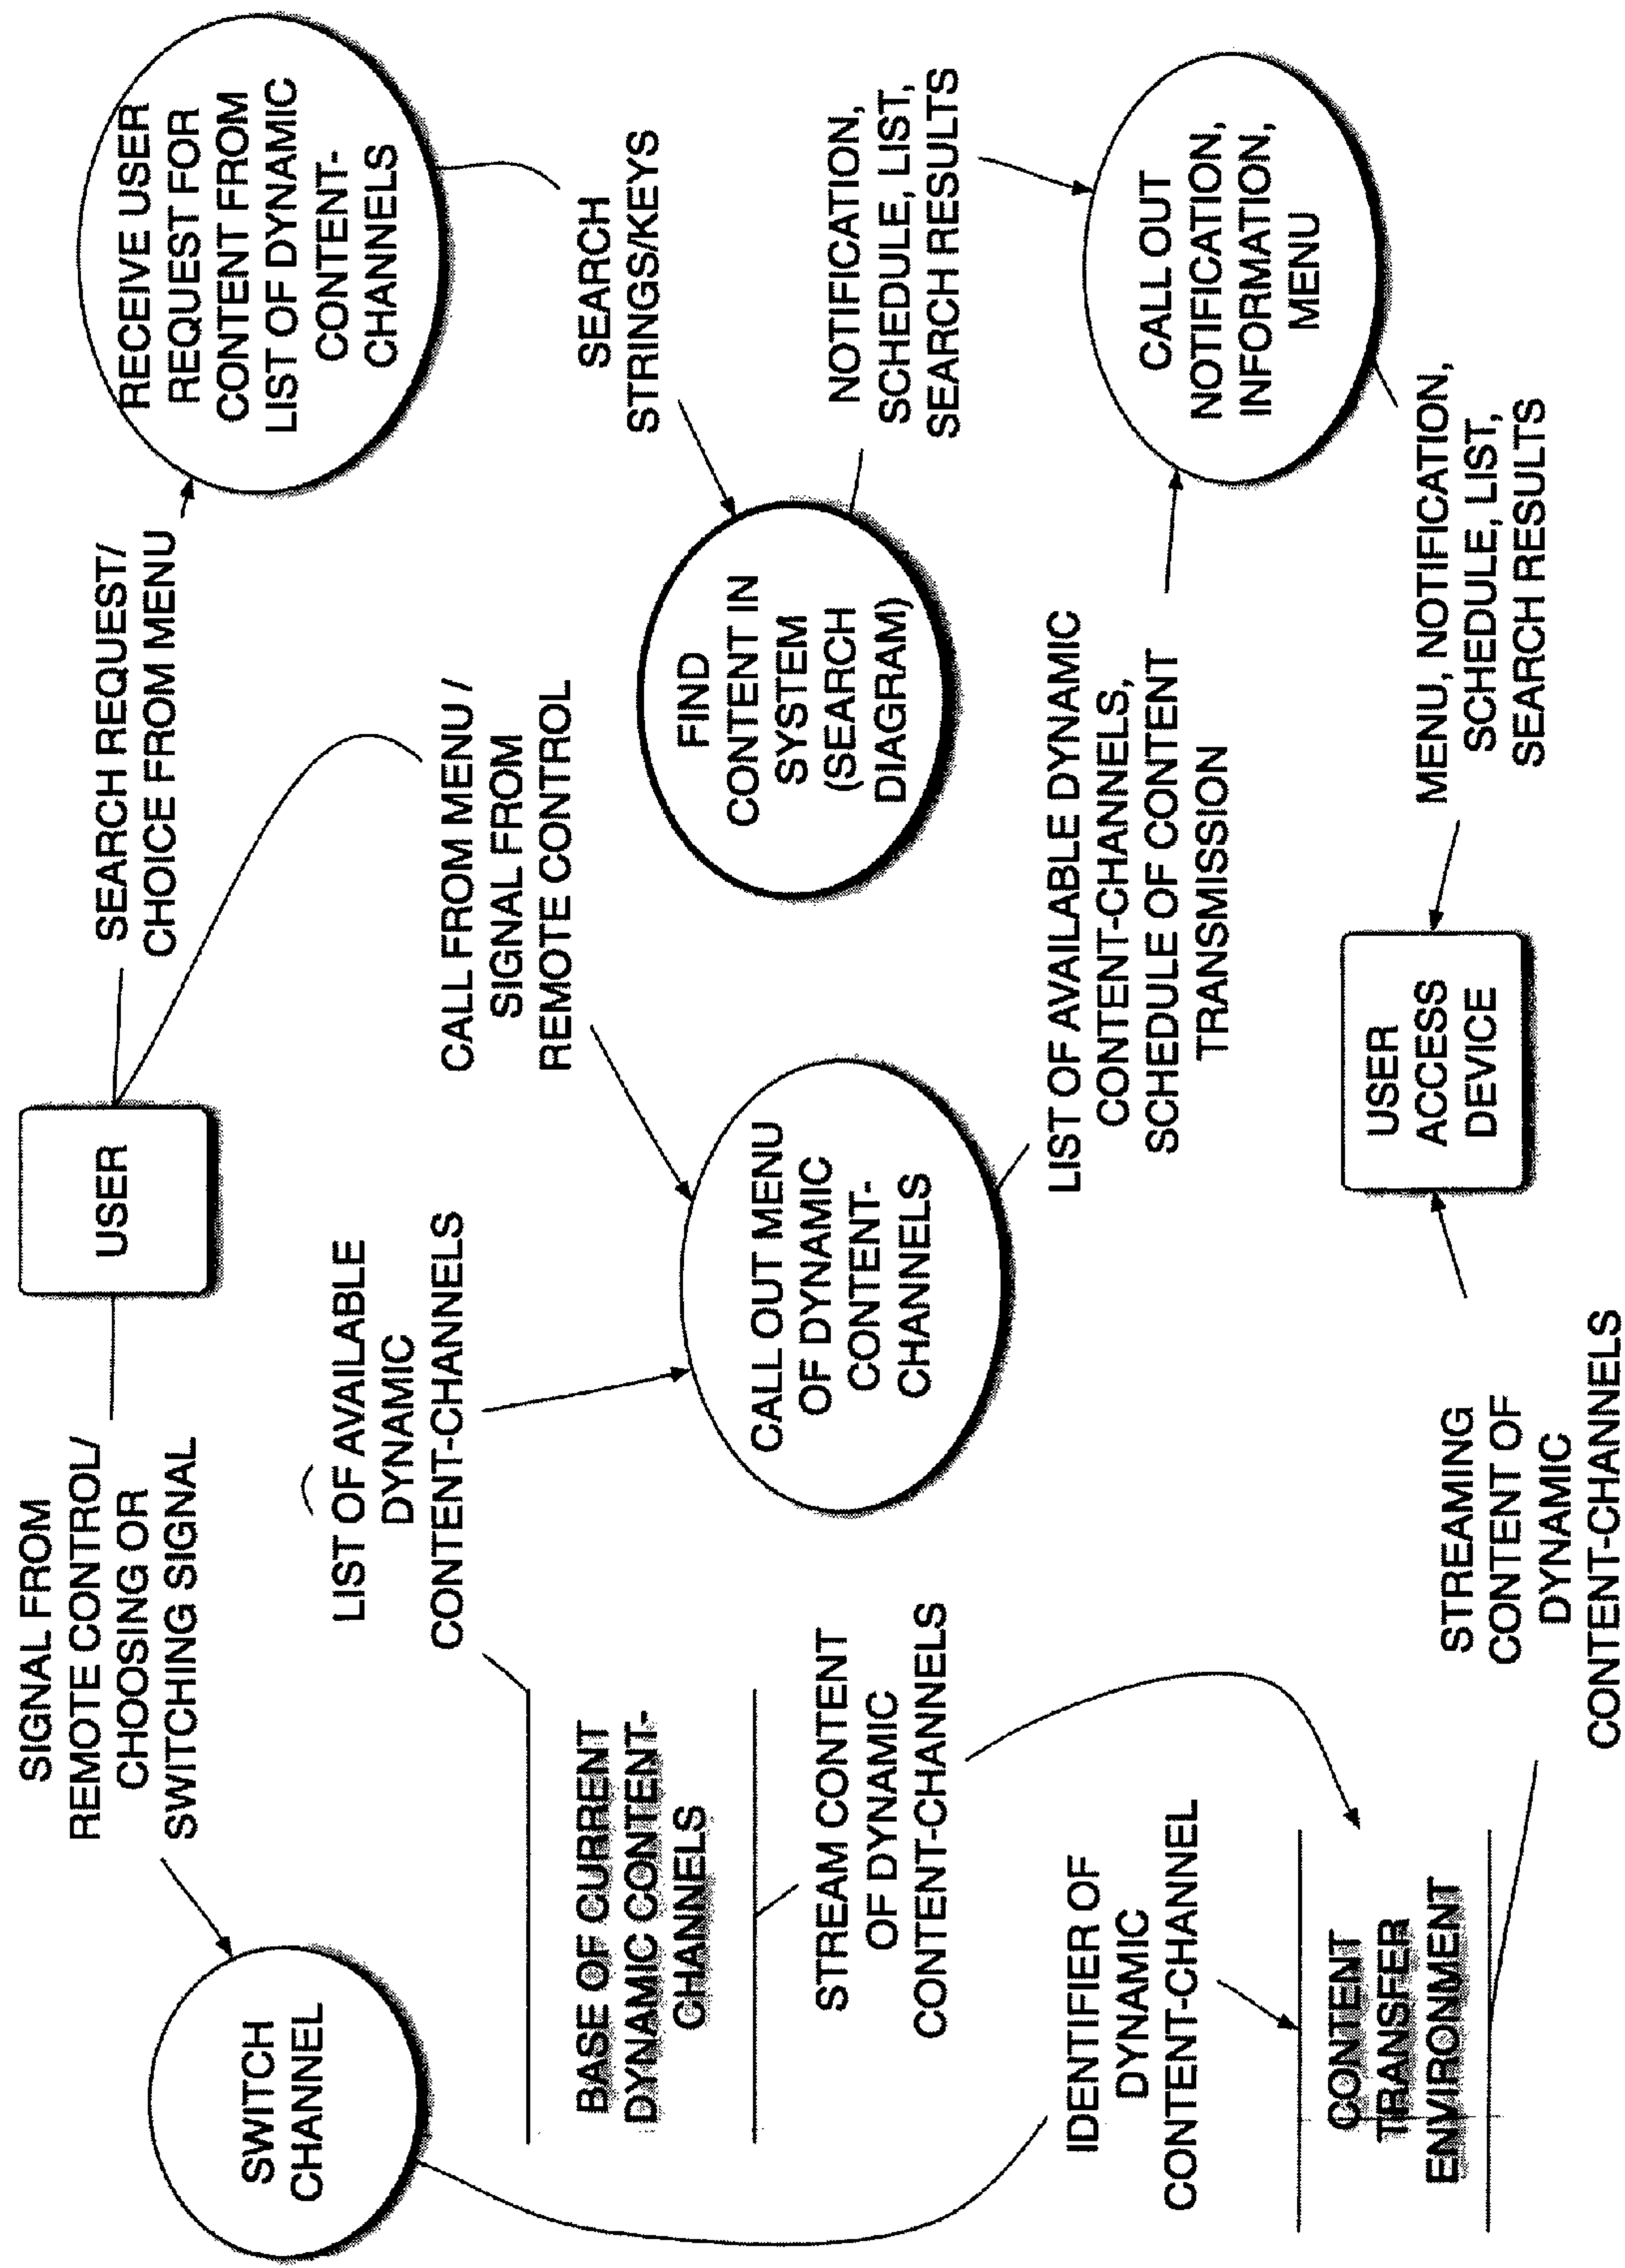 SIGNAL FROM
REMOTE CONTROL/
CHOOSING OR
SWITCHING SIGNAL
USER
SEARCH REQUEST/
CHOICE FROM MENU
RECEIVE USER
REQUEST FOR
CONTENT FROM
LIST OF DYNAMIC
CONTENT-
CHANNELS
SWITCH
CHANNEL
LIST OF AVAILABLE
DYNAMIC
CONTENT-CHANNELS
CALL FROM MENU /
SIGNAL FROM
REMOTE CONTROL
SEARCH
STRINGS/KEYS
BASE OF CURRENT
DYNAMIC CONTENT-
CHANNELS
CALL OUT MENU
OF DYNAMIC
CONTENT-
CHANNELS
FIND
CONTENT IN
SYSTEM
(SEARCH
DIAGRAM)
NOTIFICATION,
SCHEDULE, LIST,
SEARCH RESULTS
STREAM CONTENT
OF DYNAMIC
CONTENT-CHANNELS
IDENTIFIER OF
DYNAMIC
CONTENT-CHANNEL
LIST OF AVAILABLE DYNAMIC
CONTENT-CHANNELS,
SCHEDULE OF CONTENT
TRANSMISSION
CALL OUT
NOTIFICATION,
INFORMATION,
MENU
CONTENT
TRANSFER
ENVIRONMENT
STREAMING
CONTENT OF
DYNAMIC
CONTENT-CHANNELS
USER
ACCESS
DEVICE
MENU, NOTIFICATION,
SCHEDULE, LIST,
SEARCH RESULTS